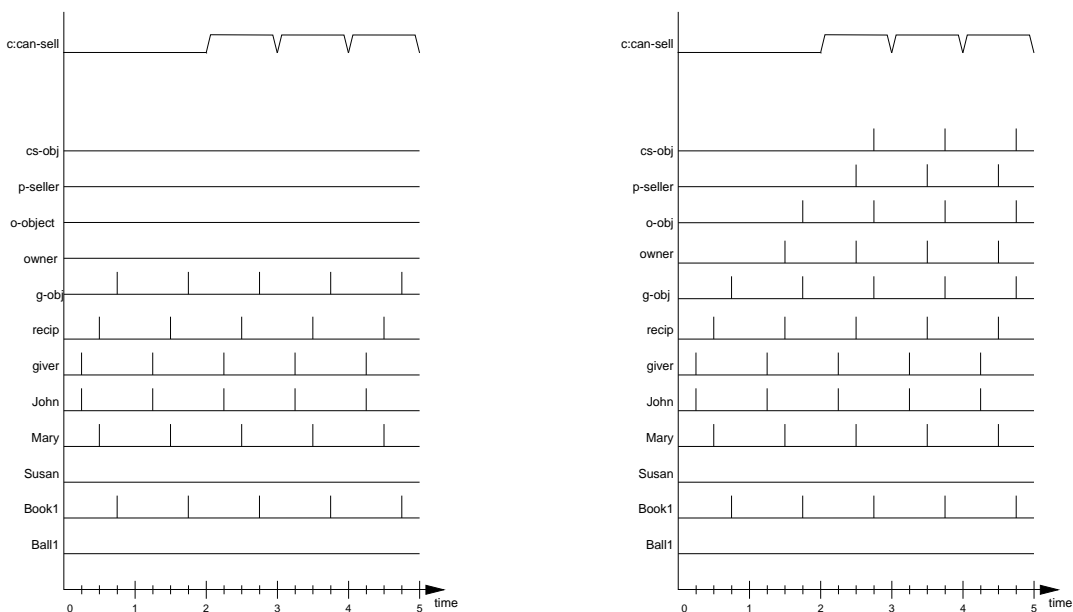 c:can-sell
cs-obj
p-seller
o-object
owner
g-obj
recip
giver
John
Mary
Susan
Book1
Ball1
0 1 2 3 4 5 time
c:can-sell
cs-obj
p-seller
o-obj
owner
g-obj
recip
giver
John
Mary
Susan
Book1
Ball1
0 1 2 3 4 5 time